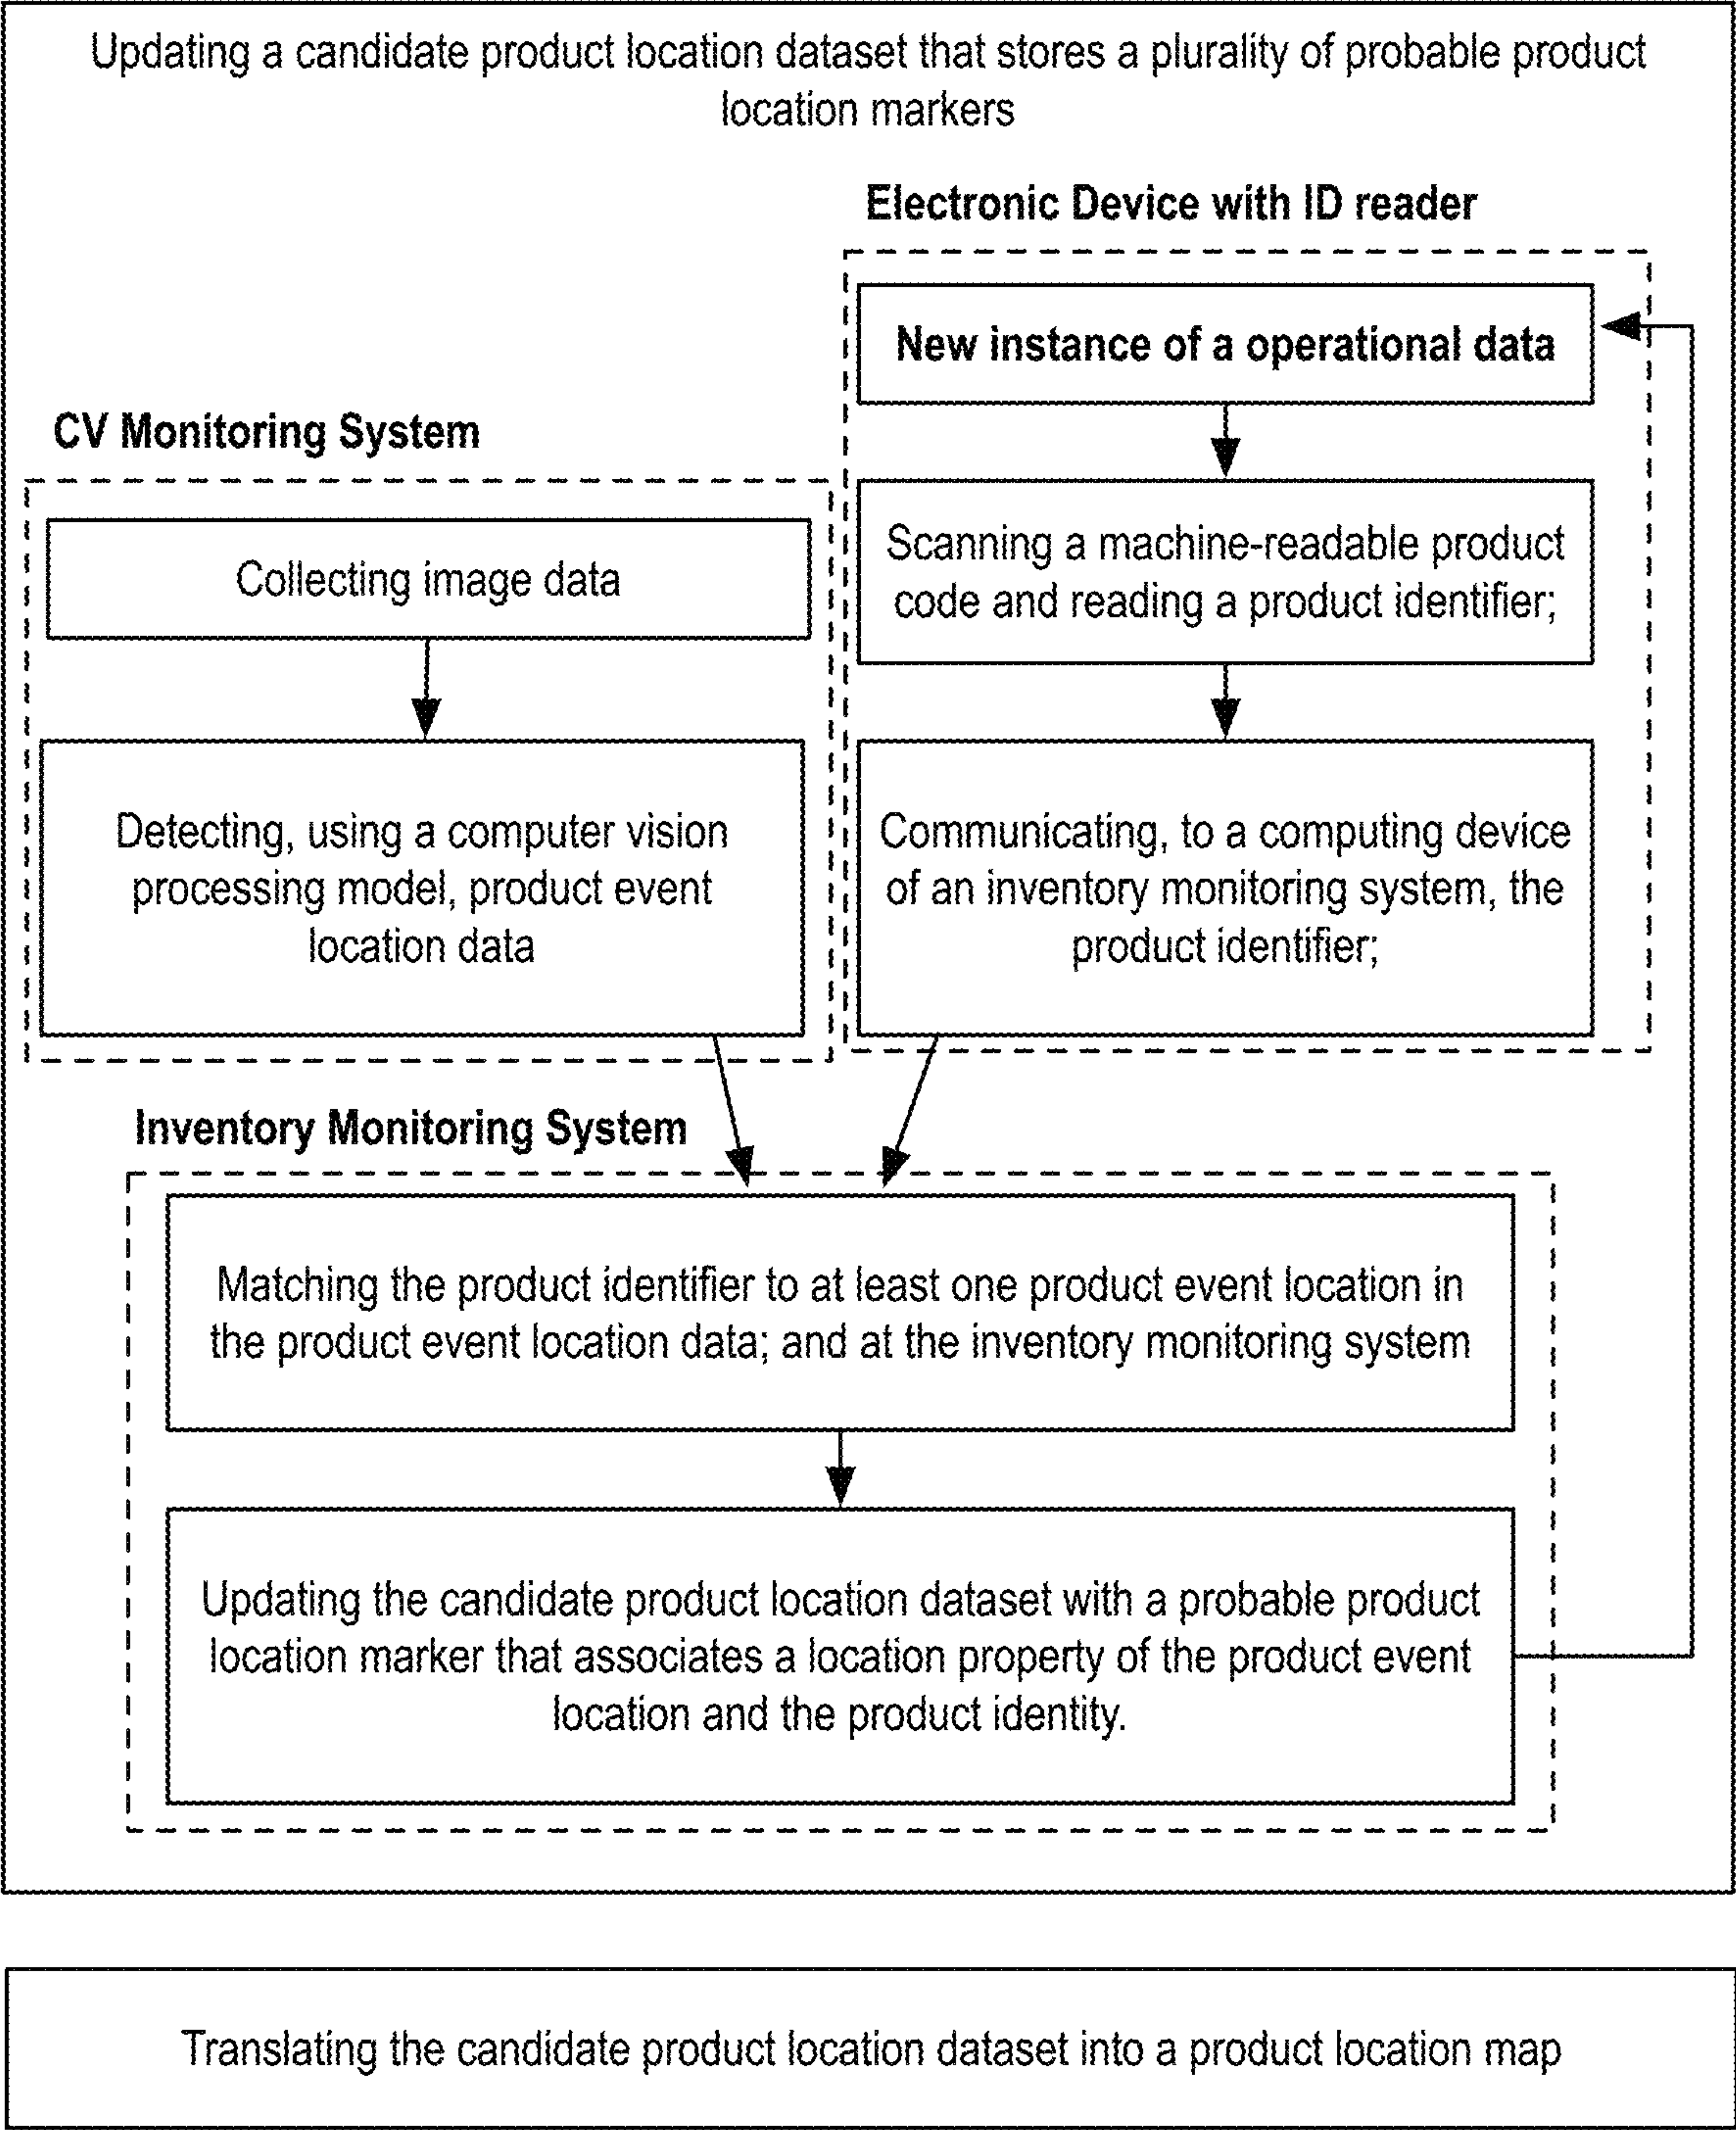 Updating a candidate product location dataset that stores a plurality of probable product
location markers
Electronic Device with ID reader
New instance of a operational data
Scanning a machine-readable product
code and reading a product identifier;
Communicating, to a computing device
of an inventory monitoring system, the
product identifier;
CV Monitoring System
Collecting image data
Detecting, using a computer vision
processing model, product event
location data
Inventory Monitoring System
Matching the product identifier to at least one product event location in
the product event location data; and at the inventory monitoring system
Updating the candidate product location dataset with a probable product
location marker that associates a location property of the product event
location and the product identity.
Translating the candidate product location dataset into a product location map